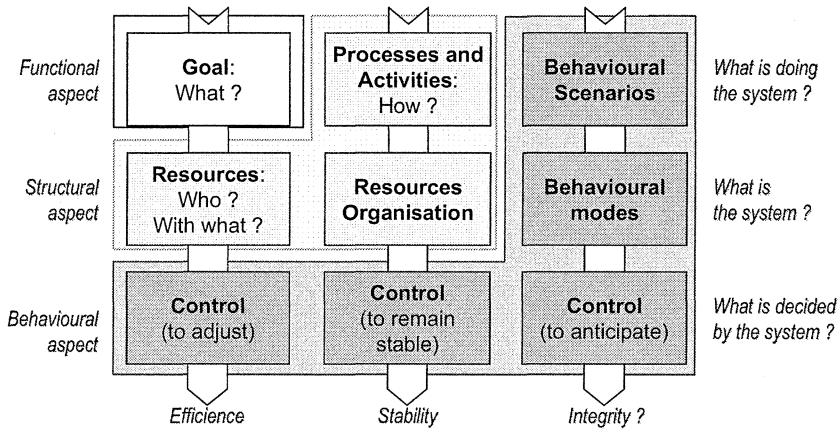 Functional
aspect
Goal:
What ?
Processes and
Activities:
How ?
Behavioural
Scenarios
What is doing
the system ?
Structural
aspect
Resources:
Who ?
With what ?
Resources
Organisation
Behavioural
modes
What is
the system ?
Behavioural
aspect
Control
(to adjust)
Control
(to remain
stable)
Control
(to anticipate)
What is decided
by the system ?
Efficience
Stability
Integrity ?